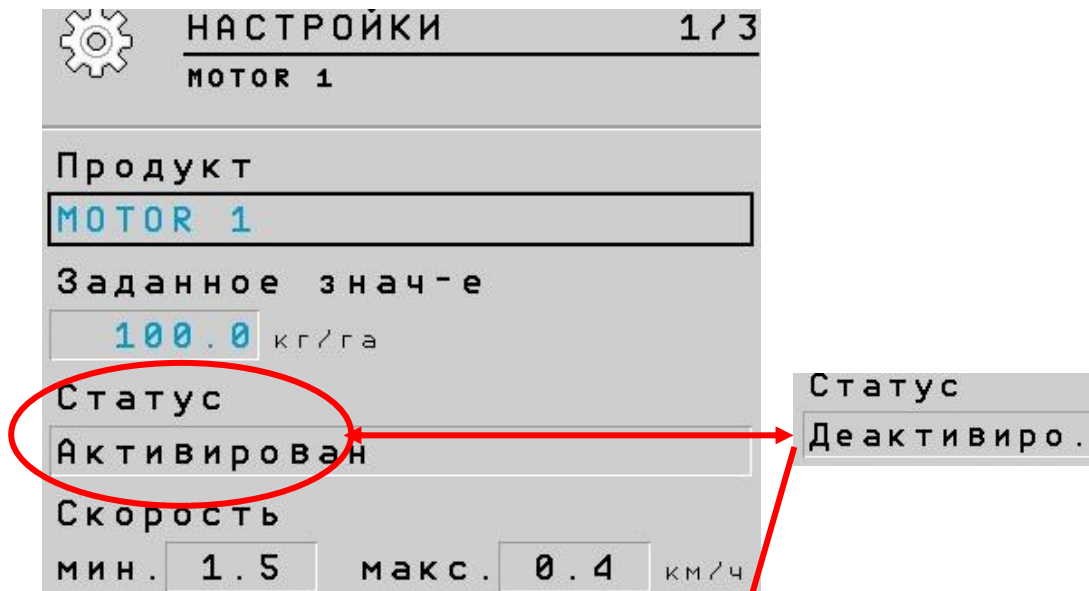 НАСТРОЙКИ 1/3
MOTOR 1
Продукт
MOTOR 1
Заданное знач-е
100.0 кг/га
Статус
Активирован
Скорость
мин. 1.5 макс. 0.4 км/ч
Статус
Деактивиро.